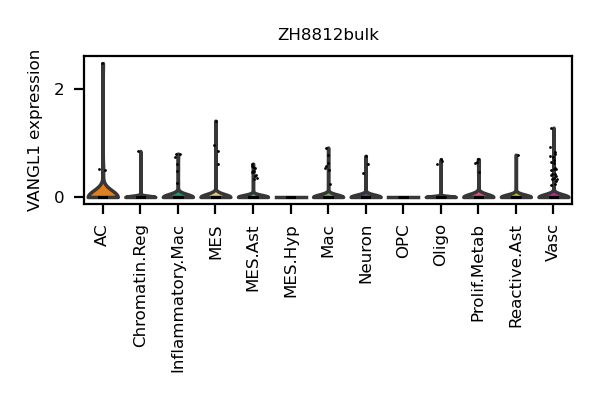 ZH8812bulk
VANGL1 expression
2
0
AC
Chromatin.Reg
Inflammatory.Mac
MES
MES.Ast
MES.Hyp
Mac
Neuron
OPC
Oligo
Prolif.Metab
Reactive.Ast
Vasc